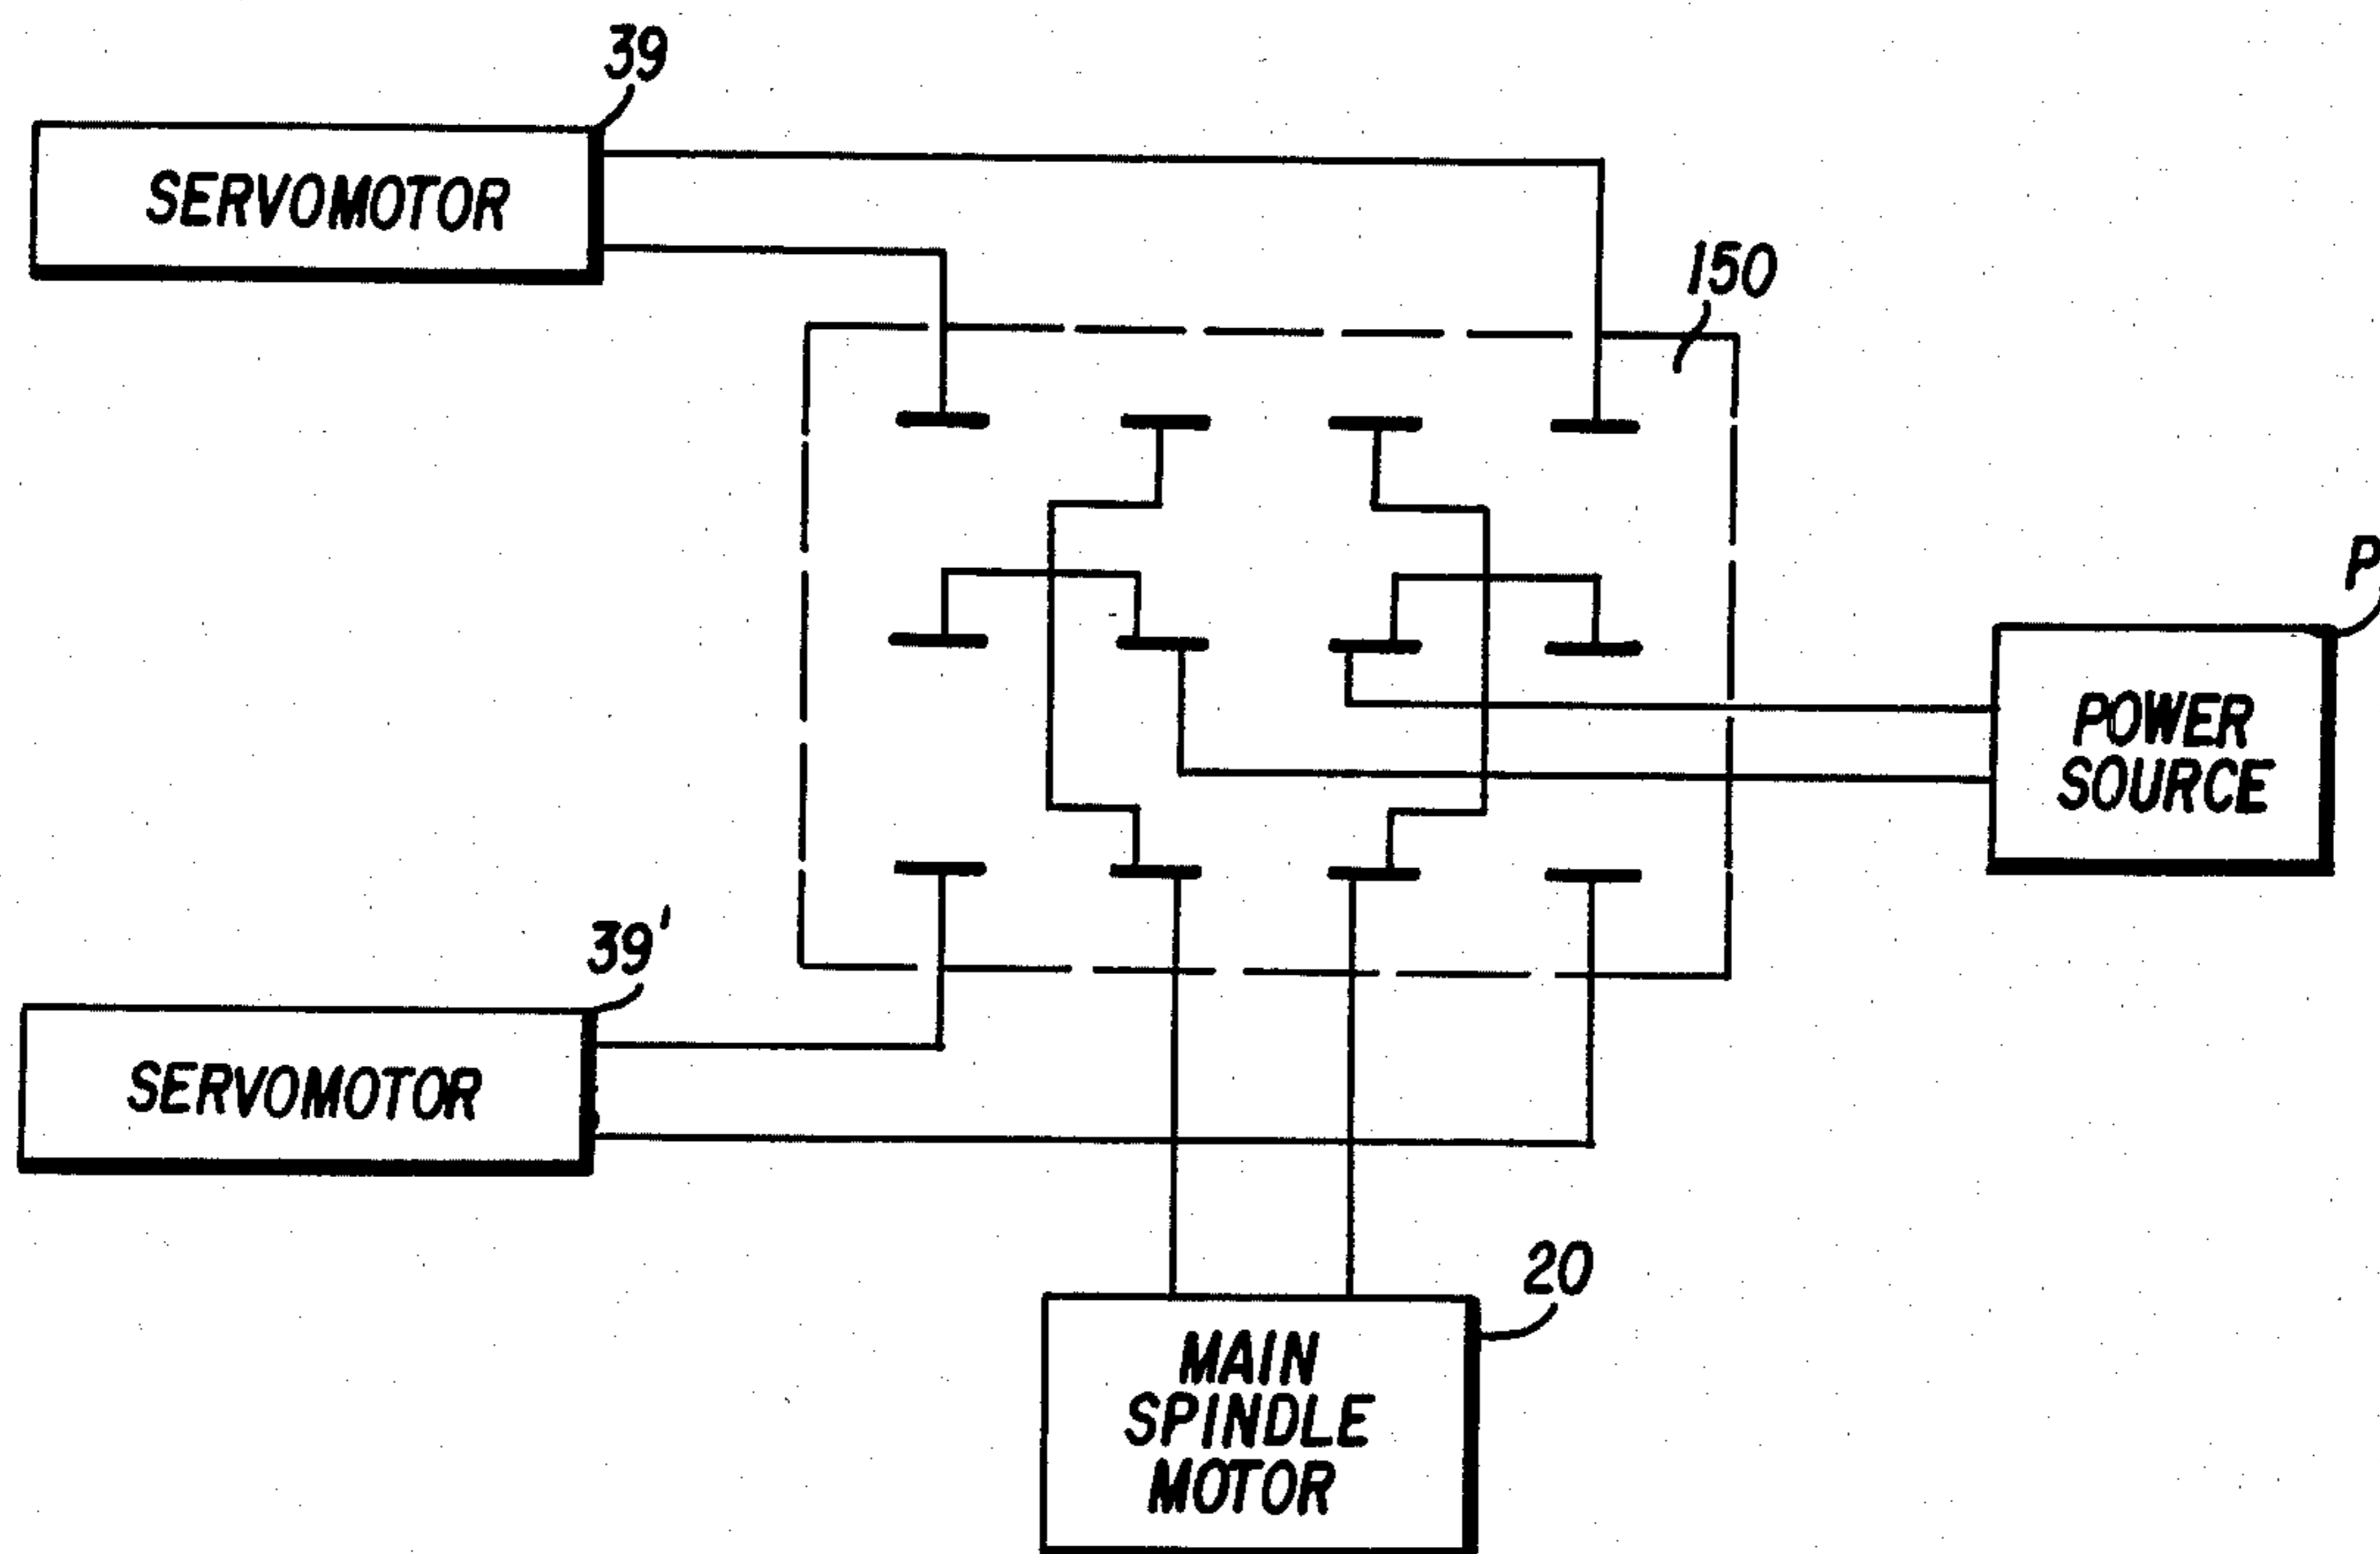 39
SERVOMOTOR
150
P
POWER
SOURCE
39'
SERVOMOTOR
20
MAIN
SPINDLE
MOTOR